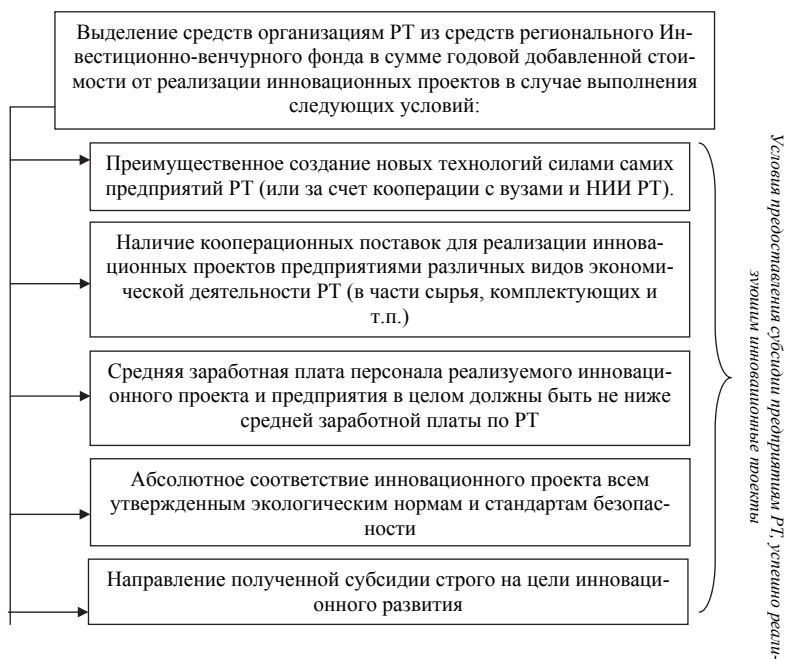 Выделение средств организациям РТ из средств регионального Ин-
вестиционно-венчурного фонда в сумме годовой добавленной стои-
мости от реализации инновационных проектов в случае выполнения
следующих условий:
Преимущественное создание новых технологий силами самих
предприятий РТ (или за счет кооперации с вузами и НИИ РТ).
Наличие кооперационных поставок для реализации иннова-
ционных проектов предприятиями различных видов экономи-
ческой деятельности РТ (в части сырья, комплектующих и
т.п.)
Средняя заработная плата персонала реализуемого инноваци-
онного проекта и предприятия в целом должны быть не ниже
средней заработной платы по РТ
Абсолютное соответствие инновационного проекта всем
утвержденным экологическим нормам и стандартам безопас-
ности
Направление полученной субсидии строго на цели инноваци-
онного развития
Условия предоставления субсидии предприятиям РТ, успешно реали-
зующим инновационные проекты